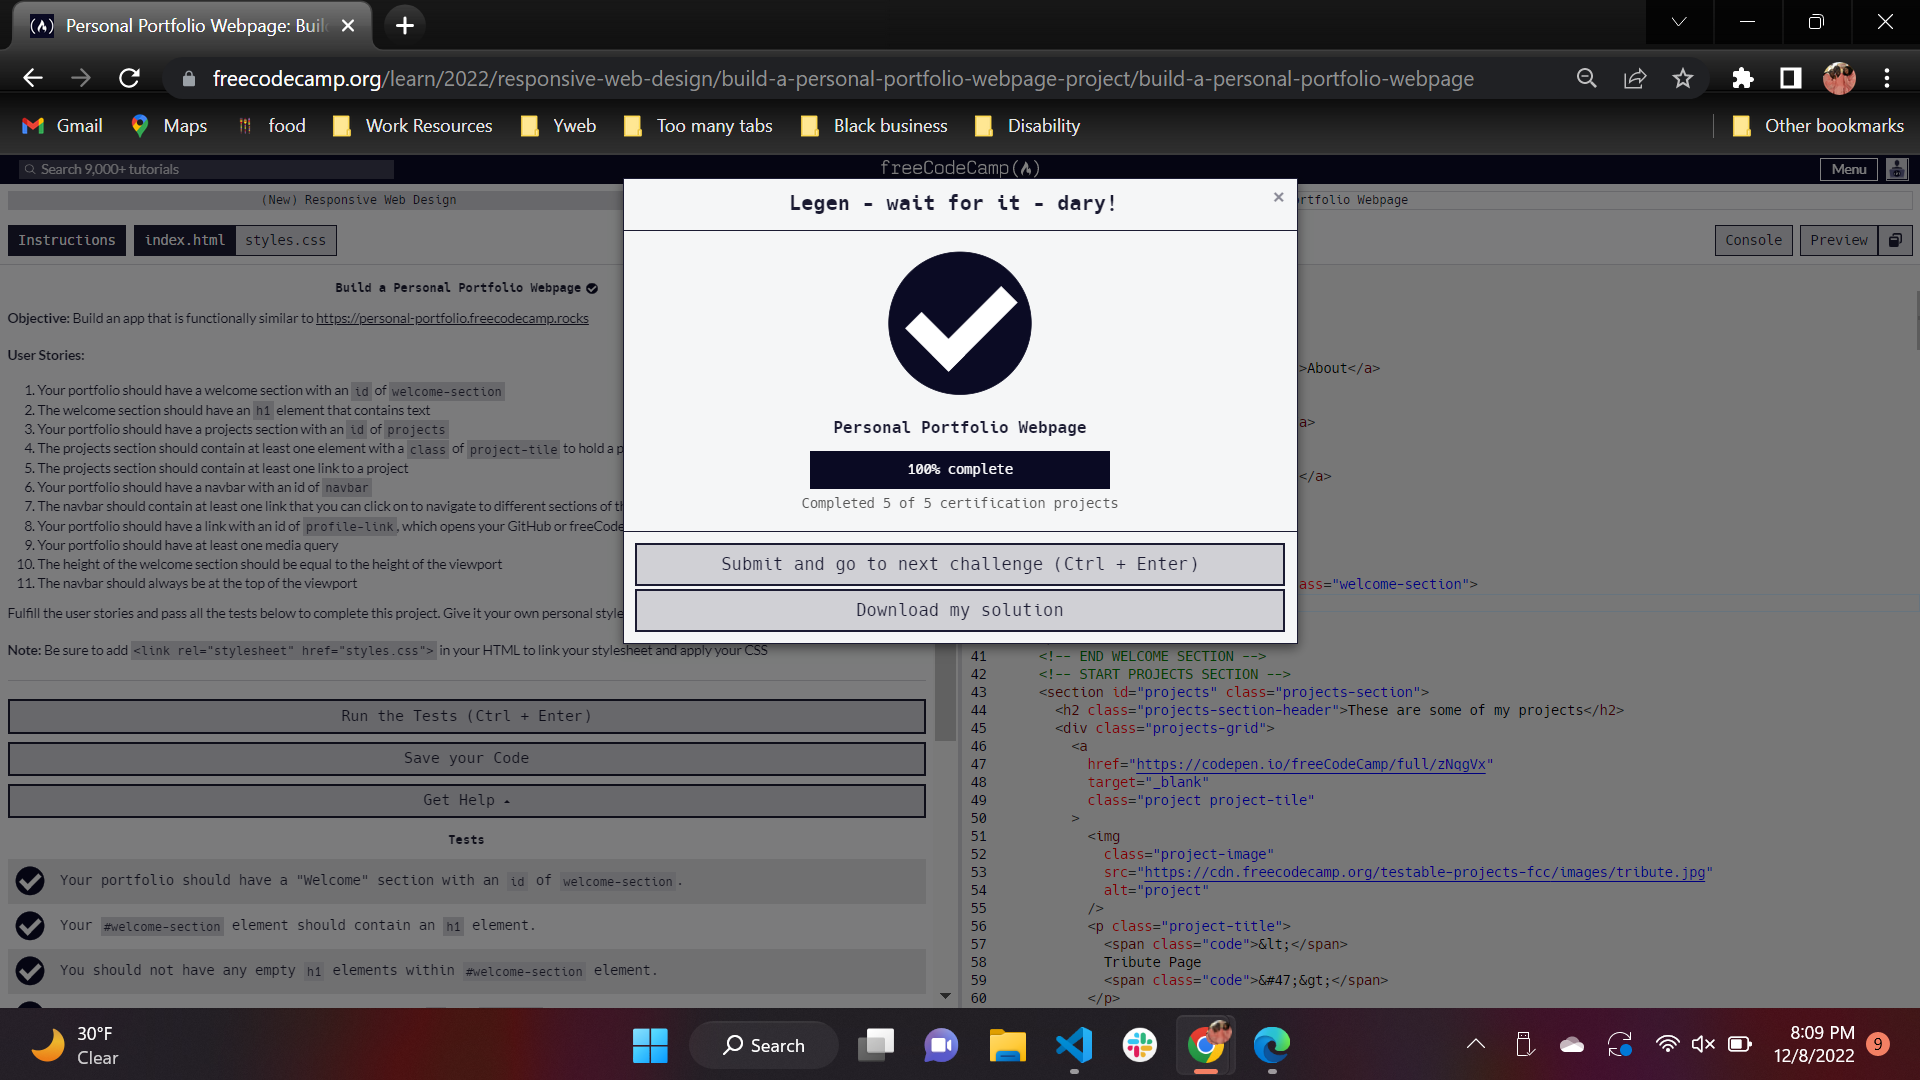 Personal Portfolio Webpage: Buil
freecodecamp.org/learn/2022/responsive-web-design/build-a-personal-portfolio-webpage-project/build-a-personal-portfolio-webpage
Gmail Maps food Work Resources Yweb Too many tabs Black business Disability Other bookmarks
Search 9,000+ tutorials
freeCodeCamp
Menu
(New) Responsive Web Design
rtfolio Webpage
Instructions index.html styles.css
Console Preview
Build a Personal Portfolio Webpage
Objective: Build an app that is functionally similar to https://personal-portfolio.freecodecamp.rocks
User Stories:
1. Your portfolio should have a welcome section with an id of welcome-section
2. The welcome section should have an h1 element that contains text
3. Your portfolio should have a projects section with an id of projects
4. The projects section should contain at least one element with a class of project-tile to hold a p
5. The projects section should contain at least one link to a project
6. Your portfolio should have a navbar with an id of navbar
7. The navbar should contain at least one link that you can click on to navigate to different sections of th
8. Your portfolio should have a link with an id of profile-link, which opens your GitHub or freeCode
9. Your portfolio should have at least one media query
10. The height of the welcome section should be equal to the height of the viewport
11. The navbar should always be at the top of the viewport
Fulfill the user stories and pass all the tests below to complete this project. Give it your own personal style
Note: Be sure to add <link rel="stylesheet" href="styles.css"> in your HTML to link your stylesheet and apply your CSS
Run the Tests (Ctrl + Enter)
Save your Code
Get Help
Tests
Your portfolio should have a "Welcome" section with an id of welcome-section.
Your #welcome-section element should contain an h1 element.
You should not have any empty h1 elements within #welcome-section element.
Legen - wait for it - dary!
×
Personal Portfolio Webpage
100% complete
Completed 5 of 5 certification projects
Submit and go to next challenge (Ctrl + Enter)
Download my solution
>About</a>
a>
</a>
ass="welcome-section">
41 <!-- END WELCOME SECTION -->
42 <!-- START PROJECTS SECTION -->
43 <section id="projects" class="projects-section">
44 <h2 class="projects-section-header">These are some of my projects</h2>
45 <div class="projects-grid">
46 <a
47 href="https://codepen.io/freeCodeCamp/full/zNqgVx"
48 target="_blank"
49 class="project project-tile"
50 >
51 <img
52 class="project-image"
53 src="https://cdn.freecodecamp.org/testable-projects-fcc/images/tribute.jpg"
54 alt="project"
55 />
56 <p class="project-title">
57 <span class="code">&lt;</span>
58 Tribute Page
59 <span class="code">&#47;&gt;</span>
60 </p>
30°F
Clear
Search
8:09 PM
12/8/2022
9